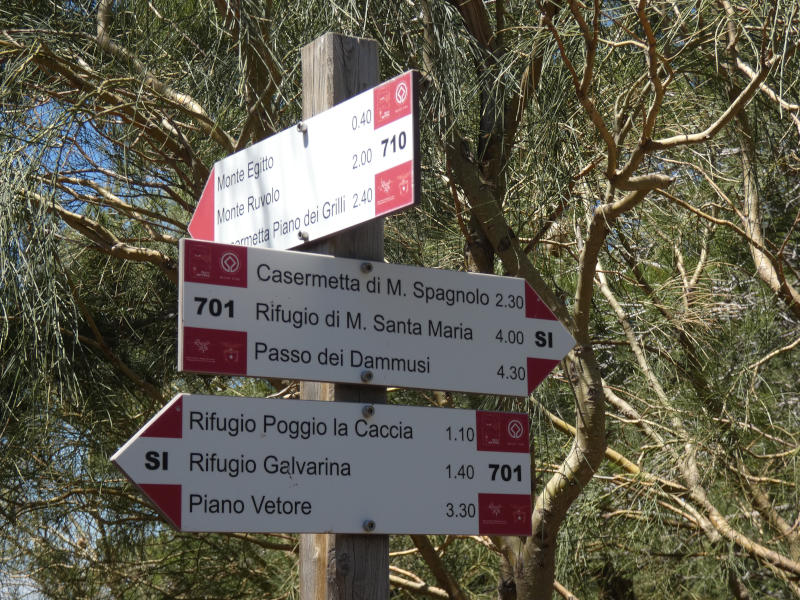 Monte Egitto 0.40
Monte Ruvolo 2.00 710
Casermetta Piano dei Grilli 2.40
Casermetta di M. Spagnolo 2.30
701 Rifugio di M. Santa Maria 4.00 SI
Passo dei Dammusi 4.30
Rifugio Poggio la Caccia 1.10
SI Rifugio Galvarina 1.40 701
Piano Vetore 3.30